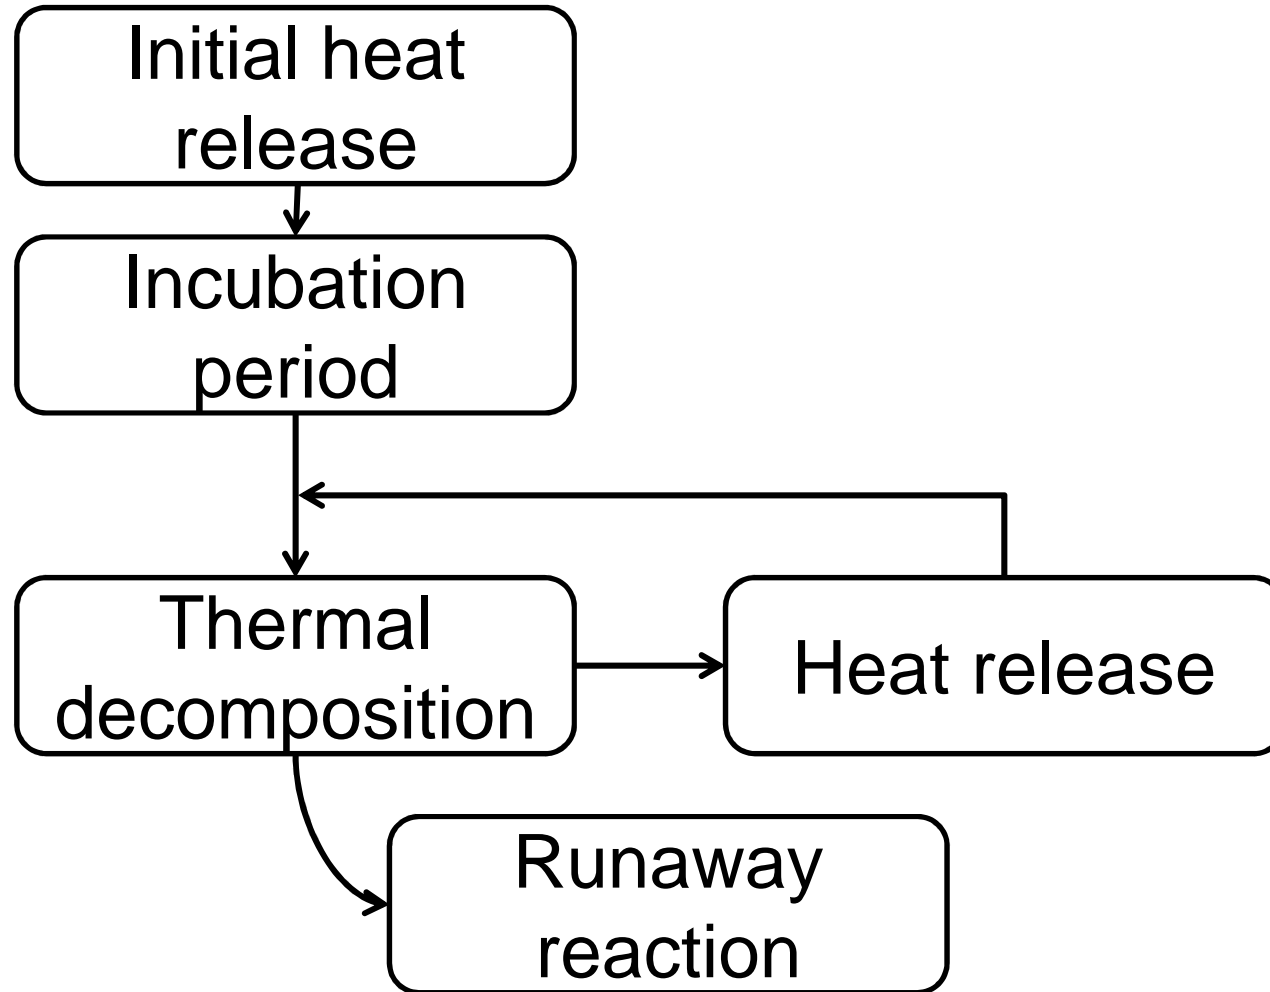 Initial heat
release
Incubation
period
Thermal
decomposition
Heat release
Runaway
reaction